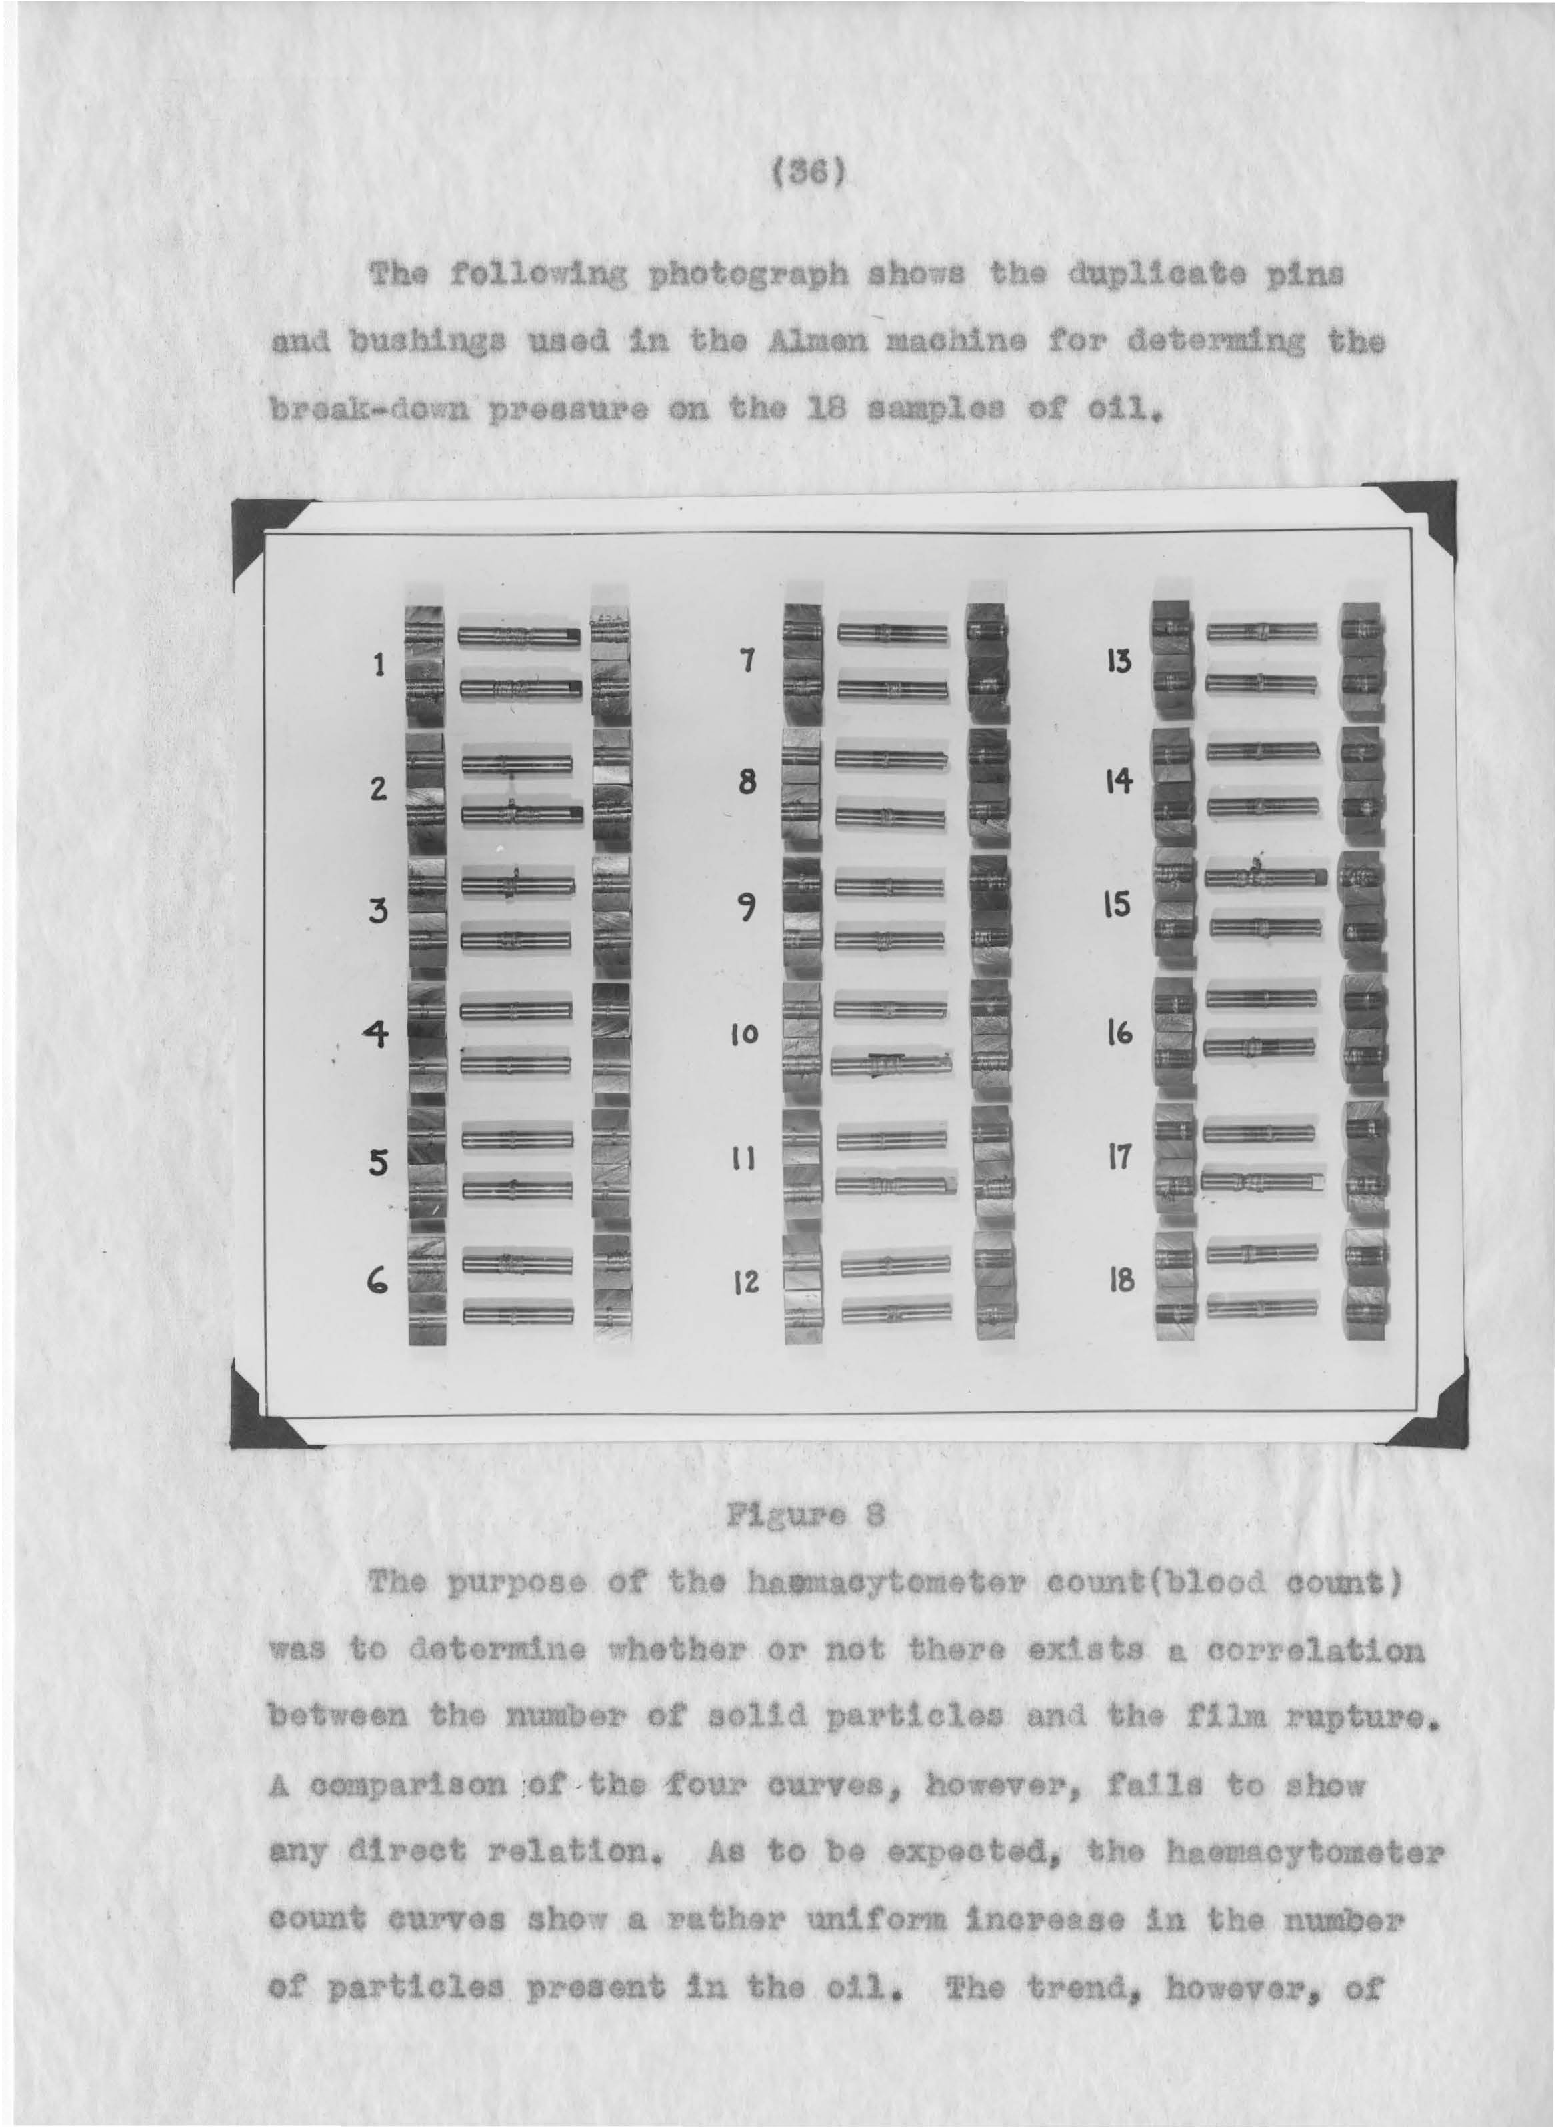 (36)
The following photograph shows the duplicate pins
and bushings used in the Almen machine for determing the
break-down pressure on the 18 samples of oil.
1 7 13
2 8 14
3 9 15
4 10 16
5 11 17
6 12 18
Figure 8
The purpose of the haemacytometer count(blood count)
was to determine whether or not there exists a correlation
between the number of solid particles and the film rupture.
A comparison of the four curves, however, fails to show
any direct relation. As to be expected, the haemacytometer
count curves show a rather uniform increase in the number
of particles present in the oil. The trend, however, of